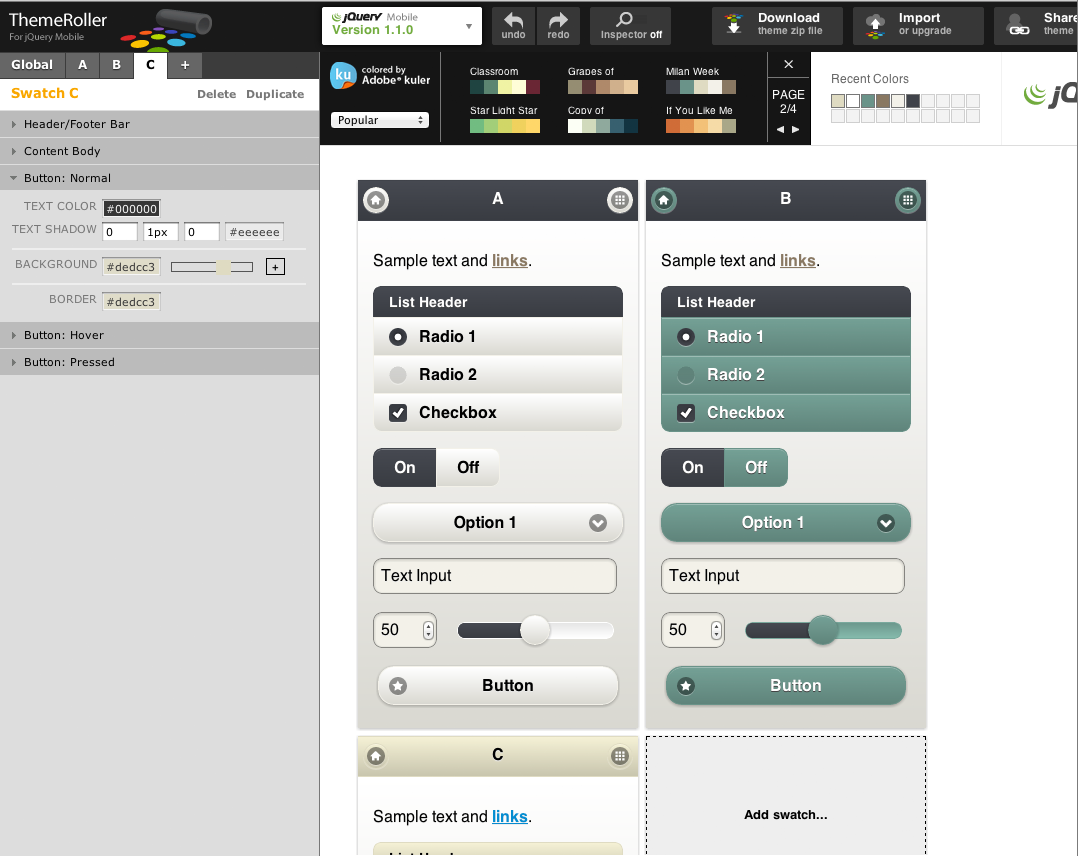 ThemeRoller
For jQuery Mobile
jQuery Mobile
Version 1.1.0
undo
redo
Inspector off
Download
theme zip file
Import
or upgrade
Share
theme
Global A B C +
Swatch C
Delete Duplicate
Header/Footer Bar
Content Body
Button: Normal
TEXT COLOR #000000
TEXT SHADOW 0 1px 0 #eeeeee
BACKGROUND #dedcc3 +
BORDER #dedcc3
Button: Hover
Button: Pressed
ku
colored by
Adobe® kuler
Popular
Classroom
Grapes of
Milan Week
Star Light Star
Copy of
If You Like Me
PAGE
2/4
Recent Colors
A
Sample text and links.
List Header
Radio 1
Radio 2
Checkbox
On Off
Option 1
Text Input
50
Button
B
Sample text and links.
List Header
Radio 1
Radio 2
Checkbox
On Off
Option 1
Text Input
50
Button
C
Sample text and links.
List Header
Add swatch...